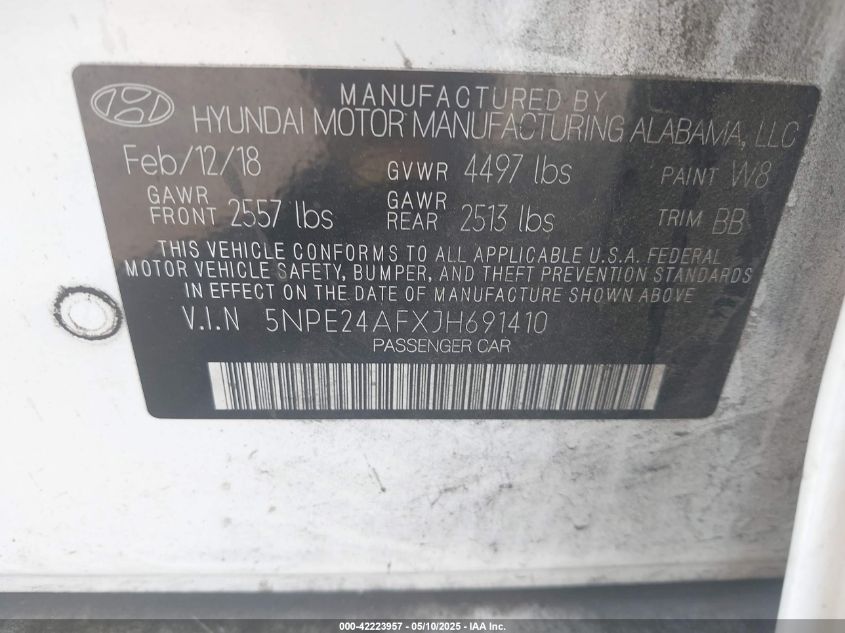 MANUFACTURED BY
HYUNDAI MOTOR MANUFACTURING ALABAMA, LLC
Feb/12/18 GVWR 4497 lbs PAINT W8
GAWR FRONT 2557 lbs GAWR REAR 2513 lbs TRIM BB
THIS VEHICLE CONFORMS TO ALL APPLICABLE U.S.A. FEDERAL
MOTOR VEHICLE SAFETY, BUMPER, AND THEFT PREVENTION STANDARDS
IN EFFECT ON THE DATE OF MANUFACTURE SHOWN ABOVE
V.I.N 5NPE24AFXJH691410
PASSENGER CAR
000-42223957 - 05/10/2025 - IAA Inc.